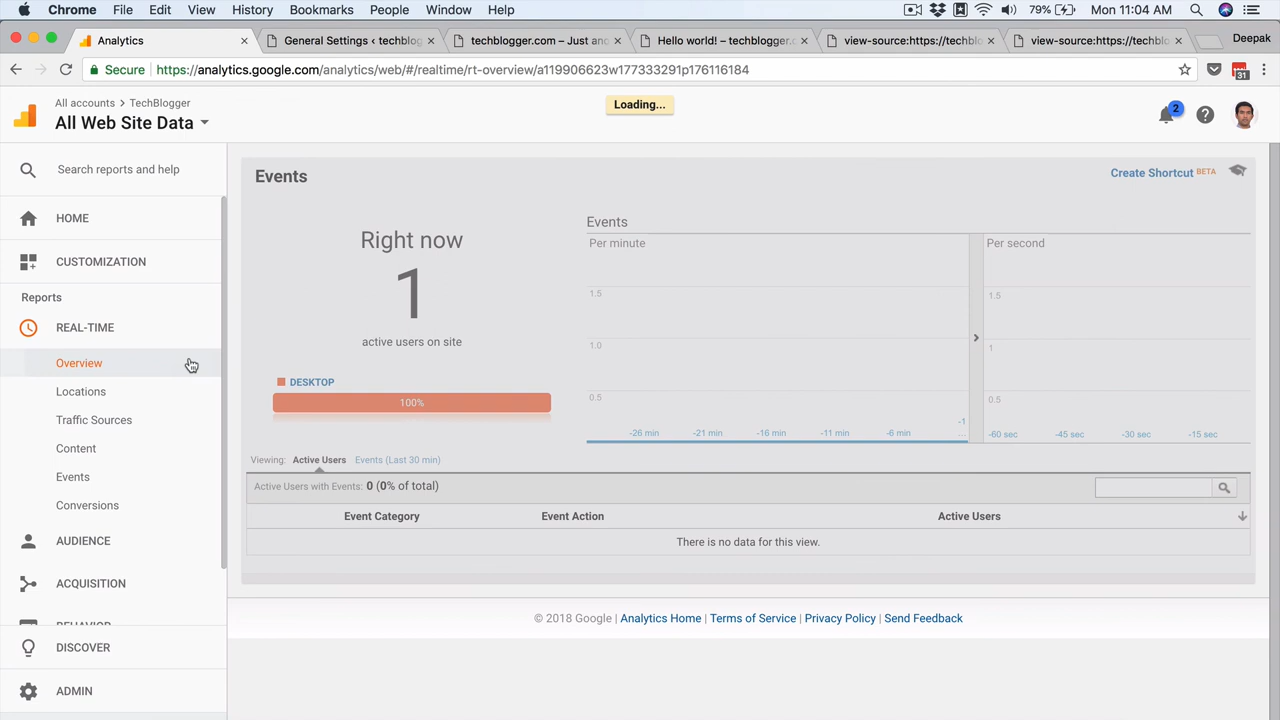 Chrome File Edit View History Bookmarks People Window Help 79% Mon 11:04 AM
Analytics General Settings ‹ techblog techblogger.com – Just an Hello world! – techblogger.c view-source:https://techbl view-source:https://techbl Deepak
Secure https://analytics.google.com/analytics/web/#/realtime/rt-overview/a119906623w177333291p176116184 31
All accounts > TechBlogger
All Web Site Data
Loading...
2
Search reports and help
HOME
CUSTOMIZATION
Reports
REAL-TIME
Overview
Locations
Traffic Sources
Content
Events
Conversions
AUDIENCE
ACQUISITION
BEHAVIOR
DISCOVER
ADMIN
Events
Create Shortcut BETA
Right now
1
active users on site
DESKTOP
100%
Events
Per minute Per second
1.5 1.5
1.0 1
0.5 0.5
-26 min -21 min -16 min -11 min -6 min -1 ... -60 sec -45 sec -30 sec -15 sec
Viewing: Active Users Events (Last 30 min)
Active Users with Events: 0 (0% of total)
Event Category Event Action Active Users
There is no data for this view.
© 2018 Google | Analytics Home | Terms of Service | Privacy Policy | Send Feedback